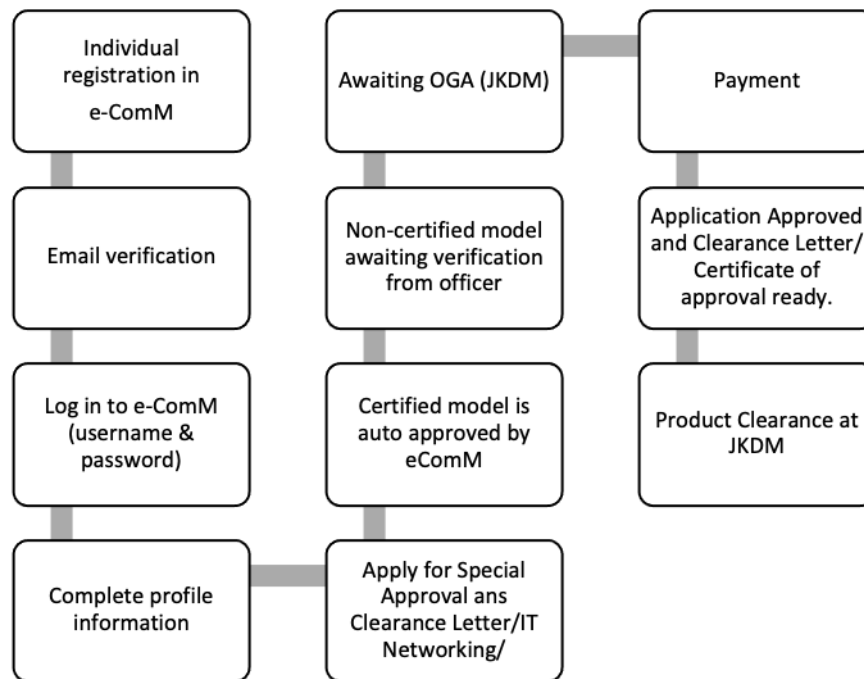 Individual
registration in
e-ComM
Email verification
Log in to e-ComM
(username &
password)
Complete profile
information
Apply for Special
Approval ans
Clearance Letter/IT
Networking/
Certified model is
auto approved by
eComM
Non-certified model
awaiting verification
from officer
Awaiting OGA (JKDM)
Payment
Application Approved
and Clearance Letter/
Certificate of
approval ready.
Product Clearance at
JKDM